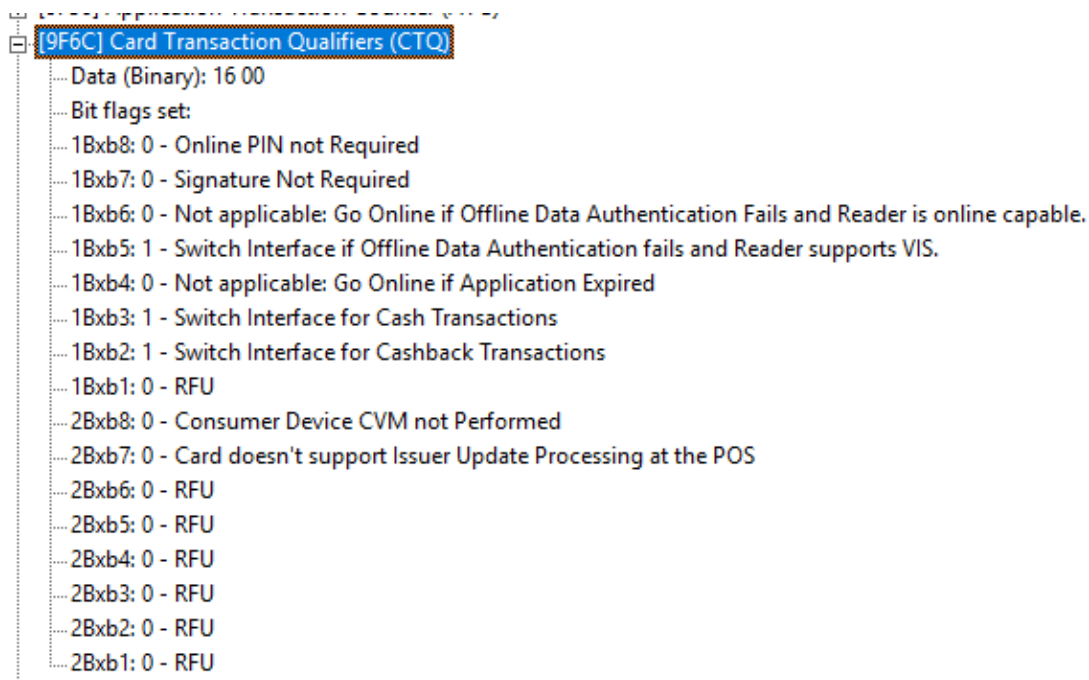 [9F6C] Card Transaction Qualifiers (CTQ)
Data (Binary): 16 00
Bit flags set:
1Bxb8: 0 - Online PIN not Required
1Bxb7: 0 - Signature Not Required
1Bxb6: 0 - Not applicable: Go Online if Offline Data Authentication Fails and Reader is online capable.
1Bxb5: 1 - Switch Interface if Offline Data Authentication fails and Reader supports VIS.
1Bxb4: 0 - Not applicable: Go Online if Application Expired
1Bxb3: 1 - Switch Interface for Cash Transactions
1Bxb2: 1 - Switch Interface for Cashback Transactions
1Bxb1: 0 - RFU
2Bxb8: 0 - Consumer Device CVM not Performed
2Bxb7: 0 - Card doesn't support Issuer Update Processing at the POS
2Bxb6: 0 - RFU
2Bxb5: 0 - RFU
2Bxb4: 0 - RFU
2Bxb3: 0 - RFU
2Bxb2: 0 - RFU
2Bxb1: 0 - RFU